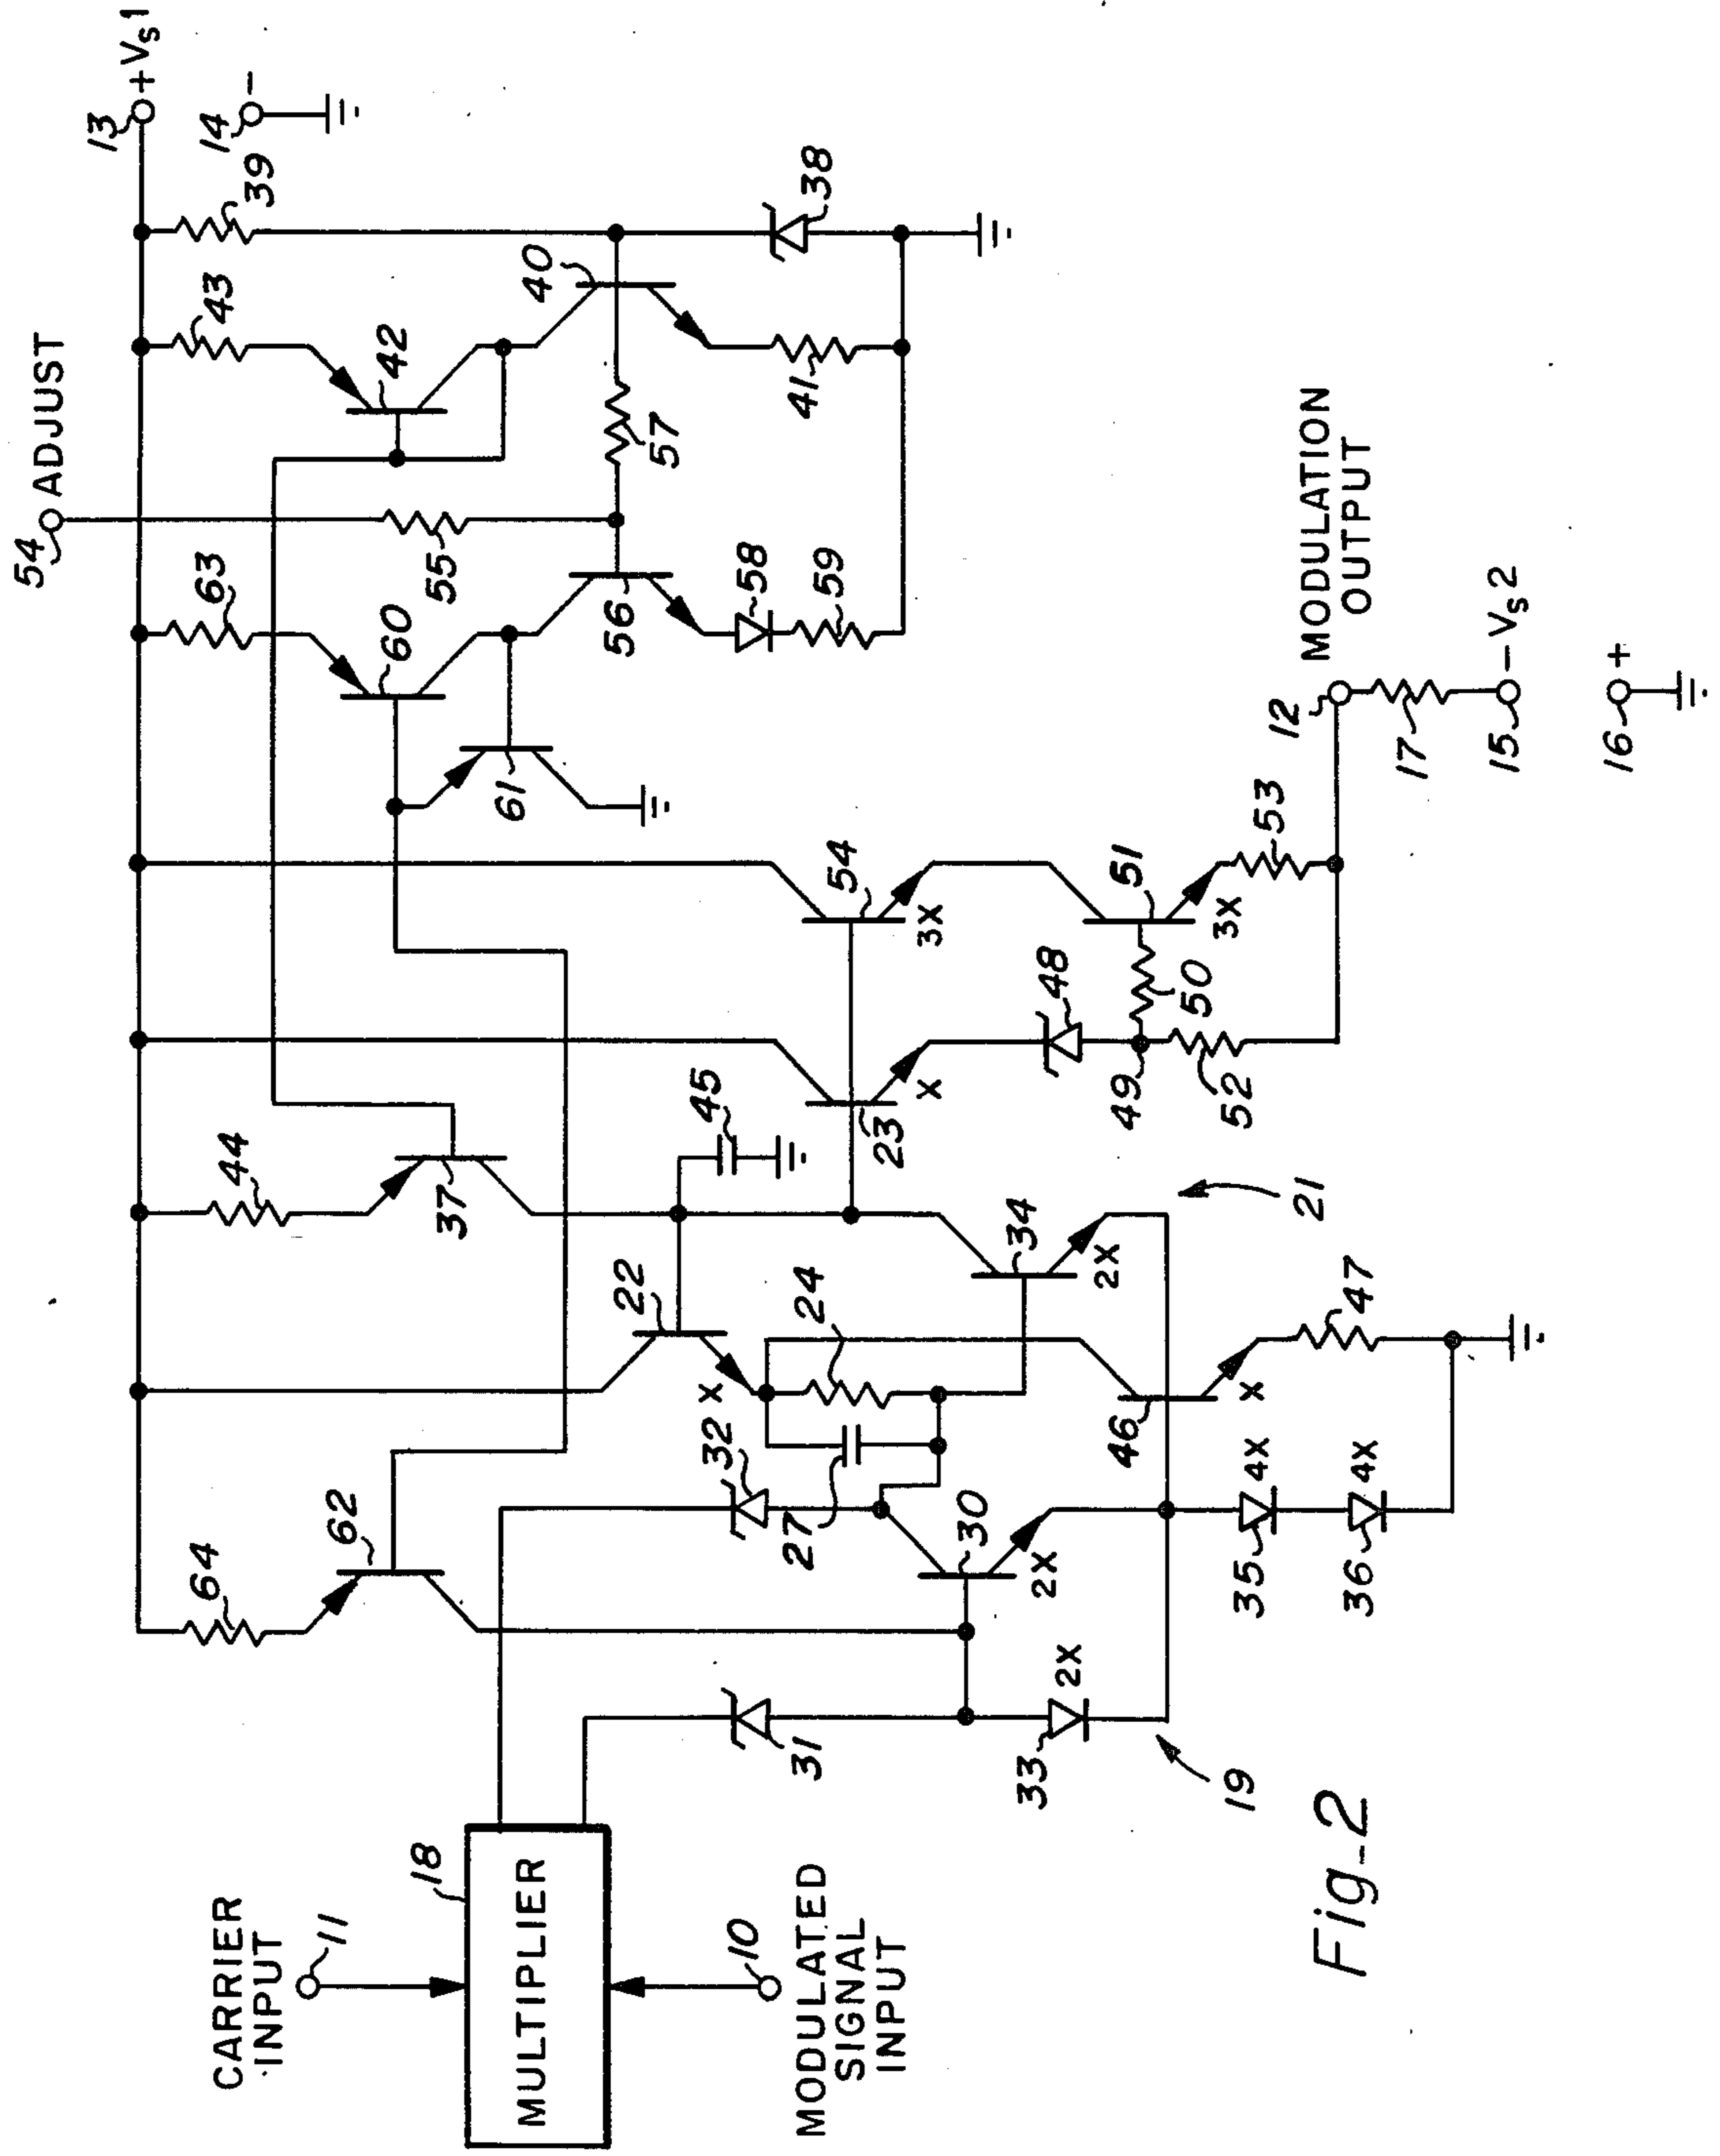 54 ADJUST
13
+Vs1
14
-
39
43
42
40
38
41
57
55
63
60
56
58
59
61
MODULATION
OUTPUT
12
17
15
- Vs2
16
+
54
3X
51
3X
53
48
50
49
52
23
X
45
44
37
21
22
X
24
34
2X
47
46
X
32
27
30
2X
35
4X
36
4X
62
64
31
33
2X
19
18
CARRIER
INPUT
11
MULTIPLIER
10
MODULATED
SIGNAL
INPUT
Fig-2